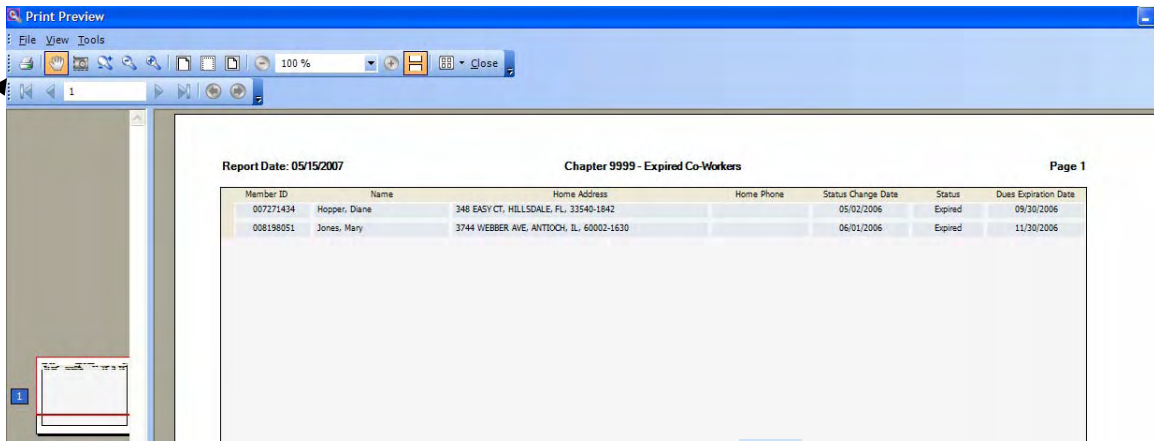 Print Preview
File View Tools
100 % Close
1
Report Date: 05/15/2007 Chapter 9999 - Expired Co-Workers Page 1
Member ID Name Home Address Home Phone Status Change Date Status Dues Expiration Date
007271434 Hopper, Diane 348 EASY CT, HILLSDALE, FL, 33540-1842 05/02/2006 Expired 09/30/2006
008198051 Jones, Mary 3744 WEBBER AVE, ANTIOCH, IL, 60002-1630 06/01/2006 Expired 11/30/2006
1